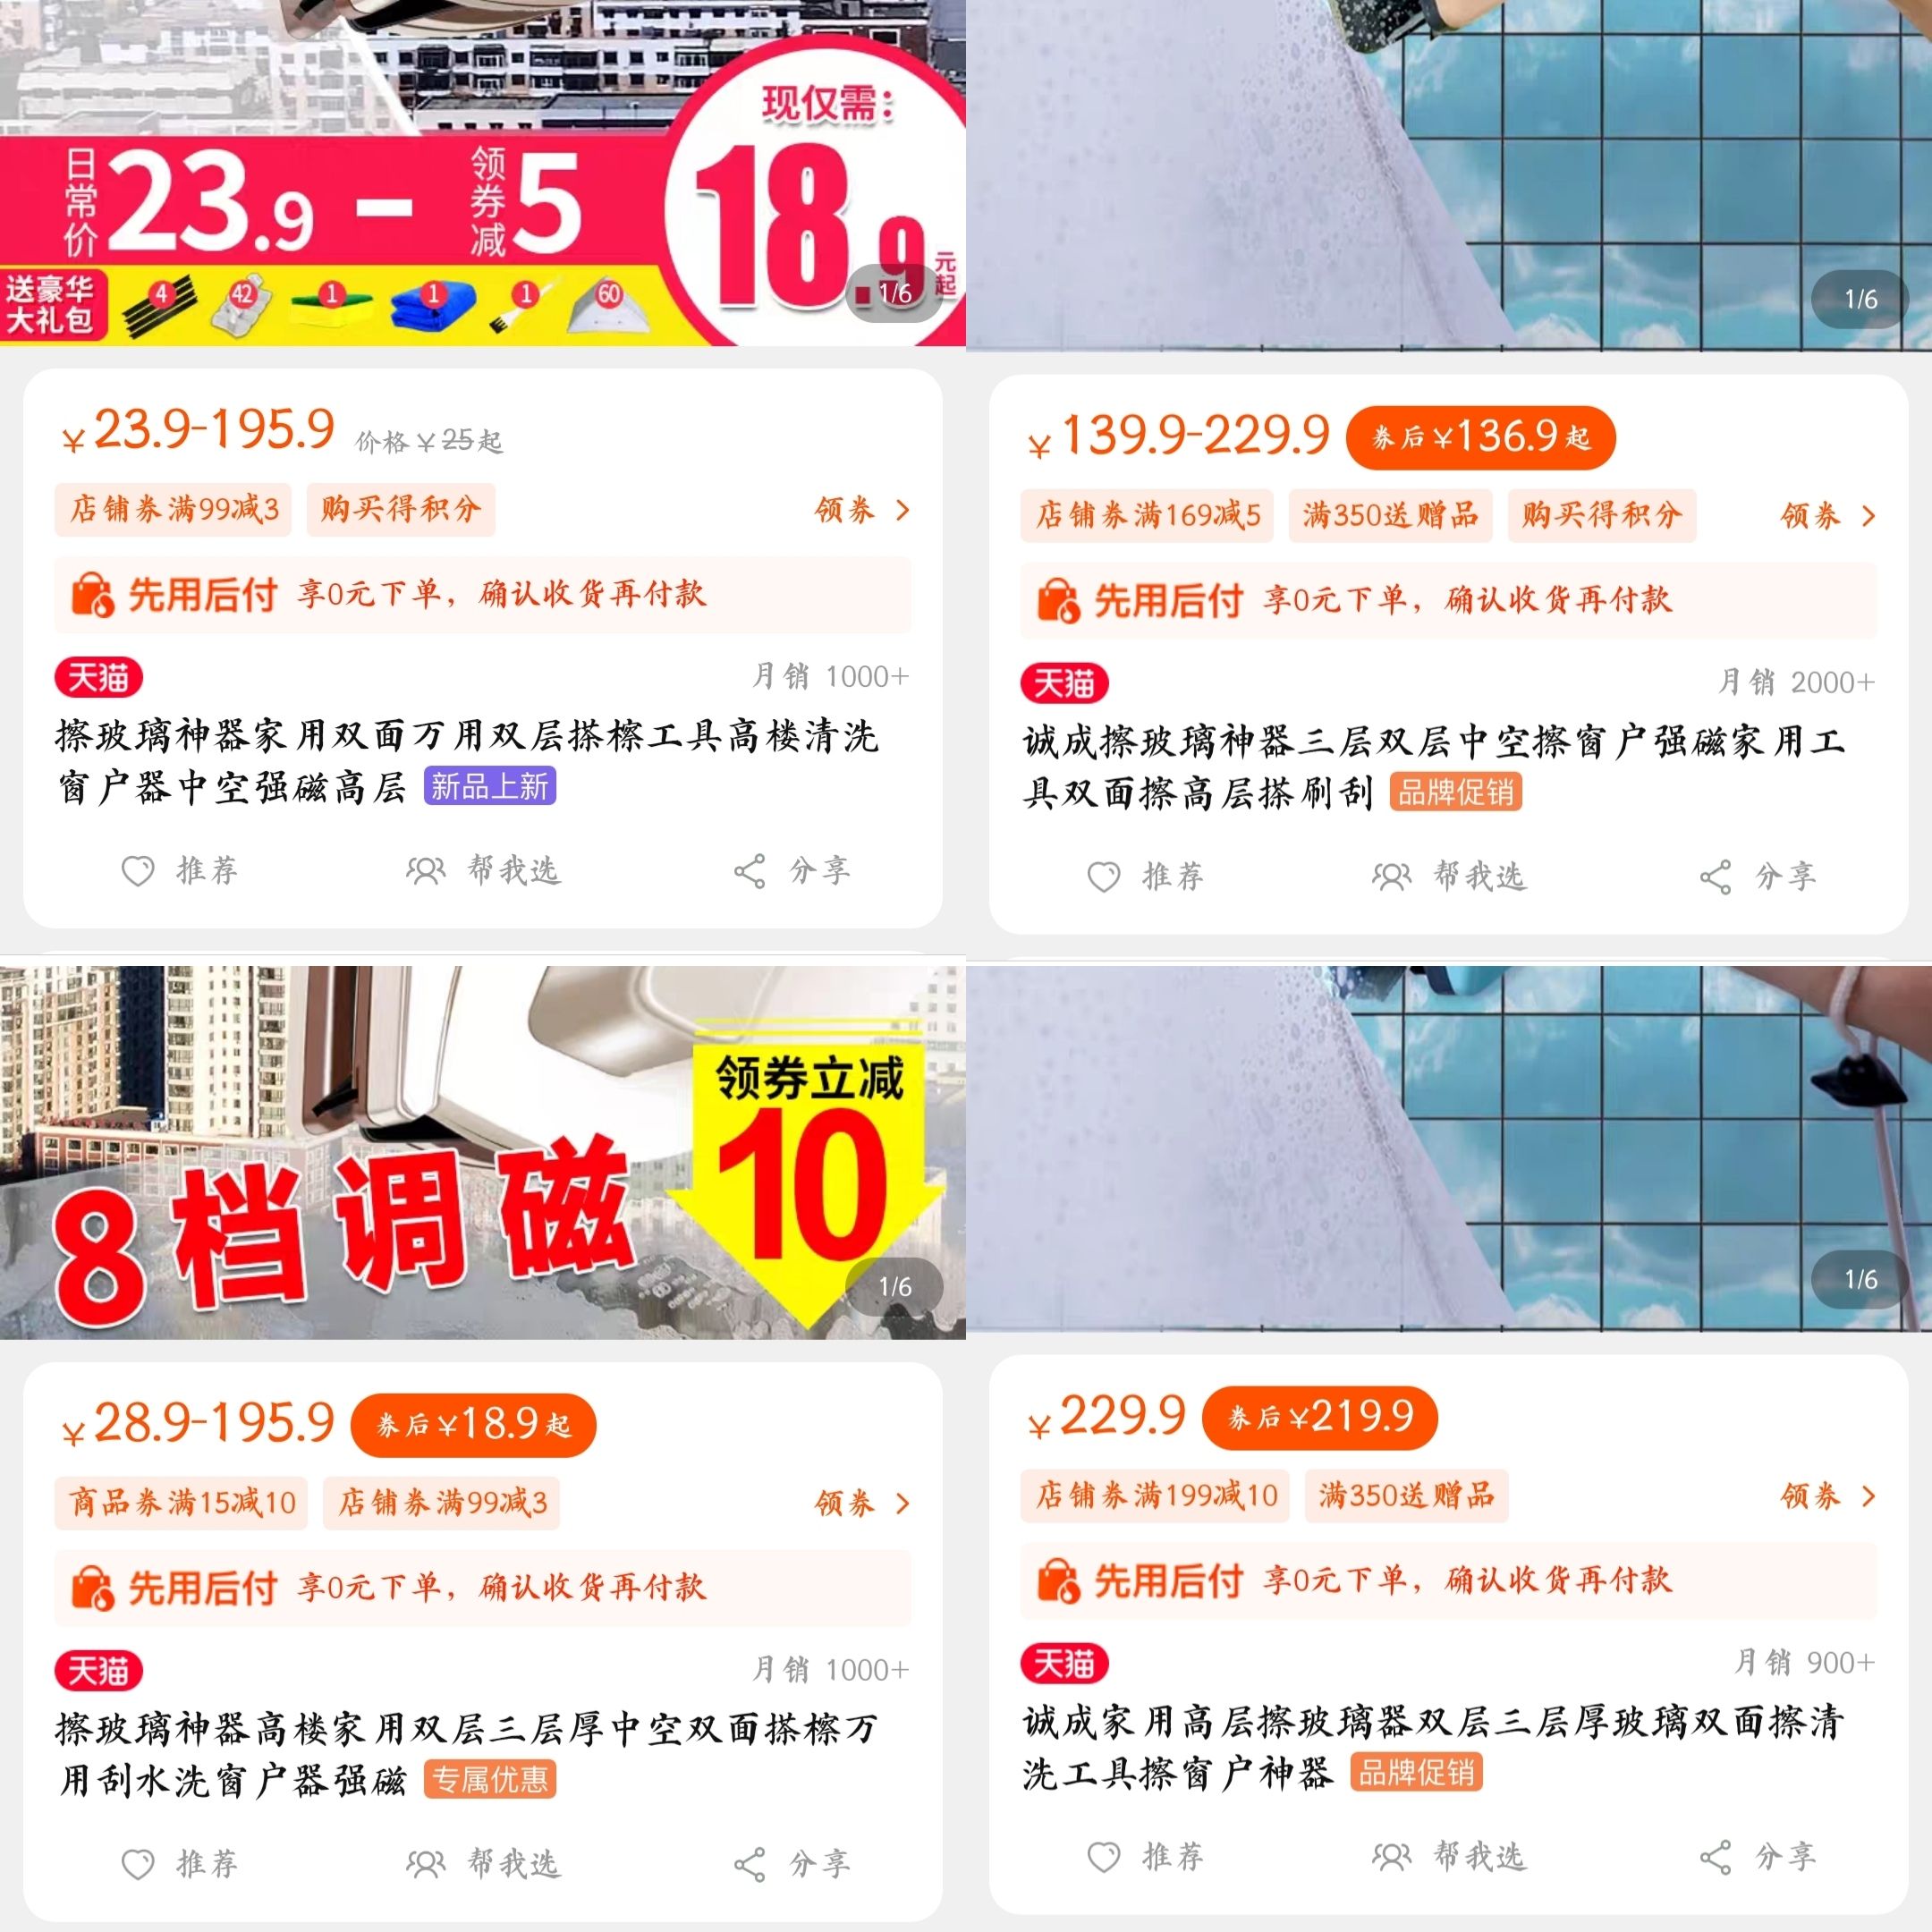 现仅需：
日常价 23.9 - 领券减 5
18.9元起
送豪华
大礼包
4
42
1
1
1
60
1/6
￥23.9-195.9 价格￥25起
店铺券满99减3 购买得积分 领券 >
先用后付 享0元下单，确认收货再付款
天猫 月销 1000+
擦玻璃神器家用双面万用双层搽檫工具高楼清洗
窗户器中空强磁高层 新品上新
推荐 帮我选 分享
1/6
￥139.9-229.9 券后￥136.9起
店铺券满169减5 满350送赠品 购买得积分 领券 >
先用后付 享0元下单，确认收货再付款
天猫 月销 2000+
诚成擦玻璃神器三层双层中空擦窗户强磁家用工
具双面擦高层搽刷刮 品牌促销
推荐 帮我选 分享
领券立减
10
8档调磁
1/6
￥28.9-195.9 券后￥18.9起
商品券满15减10 店铺券满99减3 领券 >
先用后付 享0元下单，确认收货再付款
天猫 月销 1000+
擦玻璃神器高楼家用双层三层厚中空双面搽檫万
用刮水洗窗户器强磁 专属优惠
推荐 帮我选 分享
1/6
￥229.9 券后￥219.9
店铺券满199减10 满350送赠品 领券 >
先用后付 享0元下单，确认收货再付款
天猫 月销 900+
诚成家用高层擦玻璃器双层三层厚玻璃双面擦清
洗工具擦窗户神器 品牌促销
推荐 帮我选 分享